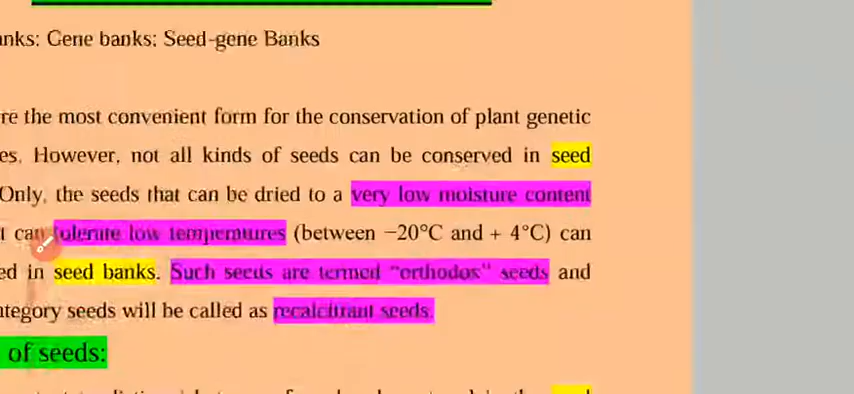 anks: Gene banks: Seed-gene Banks
re the most convenient form for the conservation of plant genetic
es. However, not all kinds of seeds can be conserved in seed
Only, the seeds that can be dried to a very low moisture content
t can tolerate low temperatures (between −20°C and + 4°C) can
ed in seed banks. Such seeds are termed "orthodox" seeds and
ategory seeds will be called as recalcitrant seeds.
of seeds: